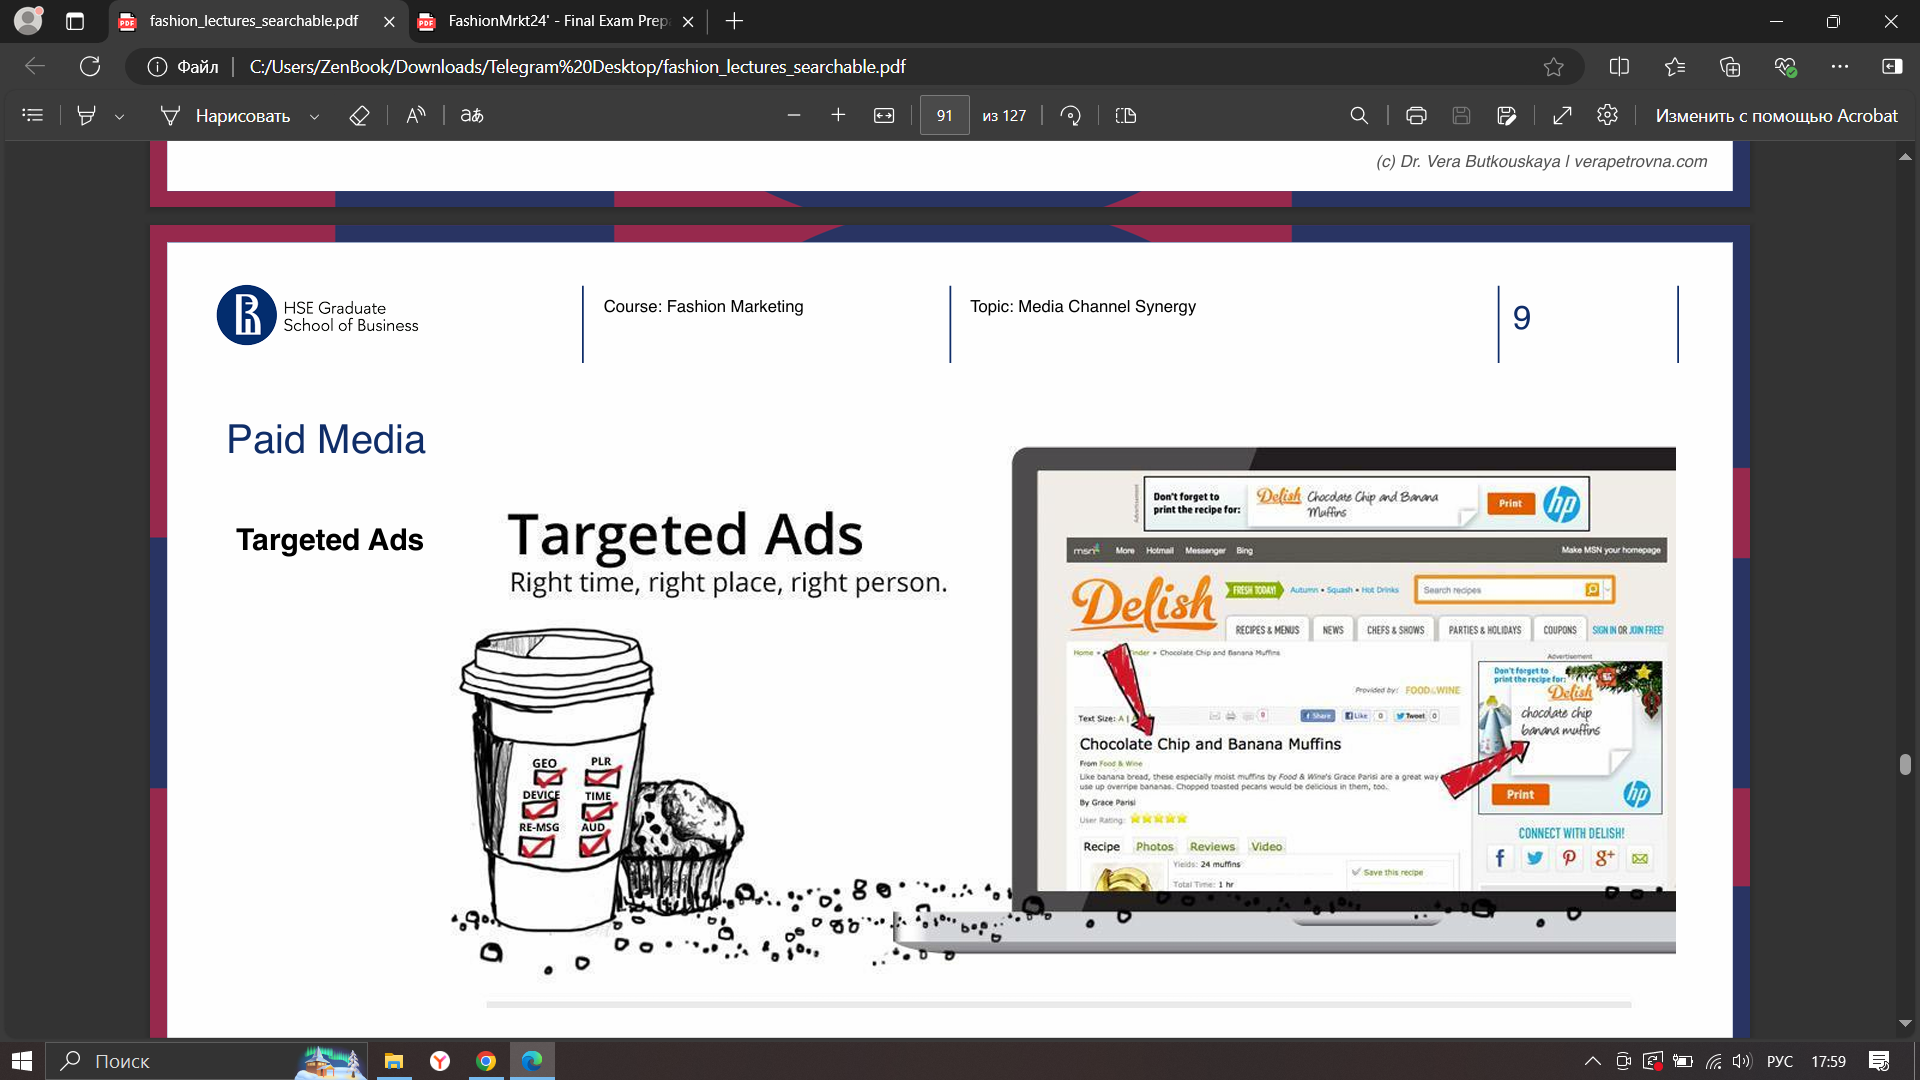 fashion_lectures_searchable.pdf
FashionMrkt24' - Final Exam Prep
Файл
C:/Users/ZenBook/Downloads/Telegram%20Desktop/fashion_lectures_searchable.pdf
Нарисовать
aあ
91
из 127
Изменить с помощью Acrobat
(c) Dr. Vera Butkouskaya I verapetrovna.com
HSE Graduate
School of Business
Course: Fashion Marketing
Topic: Media Channel Synergy
9
Paid Media
Targeted Ads
Targeted Ads
Right time, right place, right person.
GEO
PLR
DEVICE
TIME
RE-MSG
AUD
Advertisement
Don't forget to
print the recipe for:
Delish
Chocolate Chip and Banana
Muffins
Print
hp
msn
More
Hotmail
Messenger
Bing
Make MSN your homepage
Delish
FRESH TODAY!
Autumn • Squash • Hot Drinks
Search recipes
RECIPES & MENUS
NEWS
CHEFS & SHOWS
PARTIES & HOLIDAYS
COUPONS
SIGN IN OR JOIN FREE!
Home
Chocolate Chip and Banana Muffins
Provided by: FOOD&WINE
Text Size: A
0
Share
Like
0
Tweet
0
Chocolate Chip and Banana Muffins
From Food & Wine
Like banana bread, these especially moist muffins by Food & Wine's Grace Parisi are a great way
use up overripe bananas. Chopped toasted pecans would be delicious in them, too.
By Grace Parisi
User Rating:
Recipe
Photos
Reviews
Video
Yields: 24 muffins
Total Time: 1 hr
Save this recipe
Advertisement
Don't forget to
print the recipe for:
Delish
chocolate chip
banana muffins
Print
hp
CONNECT WITH DELISH!
Поиск
РУС
17:59